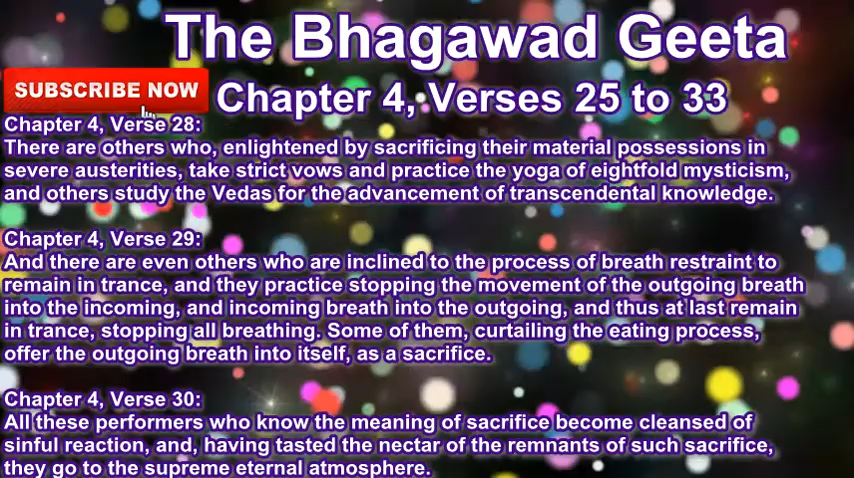 The Bhagawad Geeta
SUBSCRIBE NOW
Chapter 4, Verses 25 to 33
Chapter 4, Verse 28:
There are others who, enlightened by sacrificing their material possessions in
severe austerities, take strict vows and practice the yoga of eightfold mysticism,
and others study the Vedas for the advancement of transcendental knowledge.
Chapter 4, Verse 29:
And there are even others who are inclined to the process of breath restraint to
remain in trance, and they practice stopping the movement of the outgoing breath
into the incoming, and incoming breath into the outgoing, and thus at last remain
in trance, stopping all breathing. Some of them, curtailing the eating process,
offer the outgoing breath into itself, as a sacrifice.
Chapter 4, Verse 30:
All these performers who know the meaning of sacrifice become cleansed of
sinful reaction, and, having tasted the nectar of the remnants of such sacrifice,
they go to the supreme eternal atmosphere.